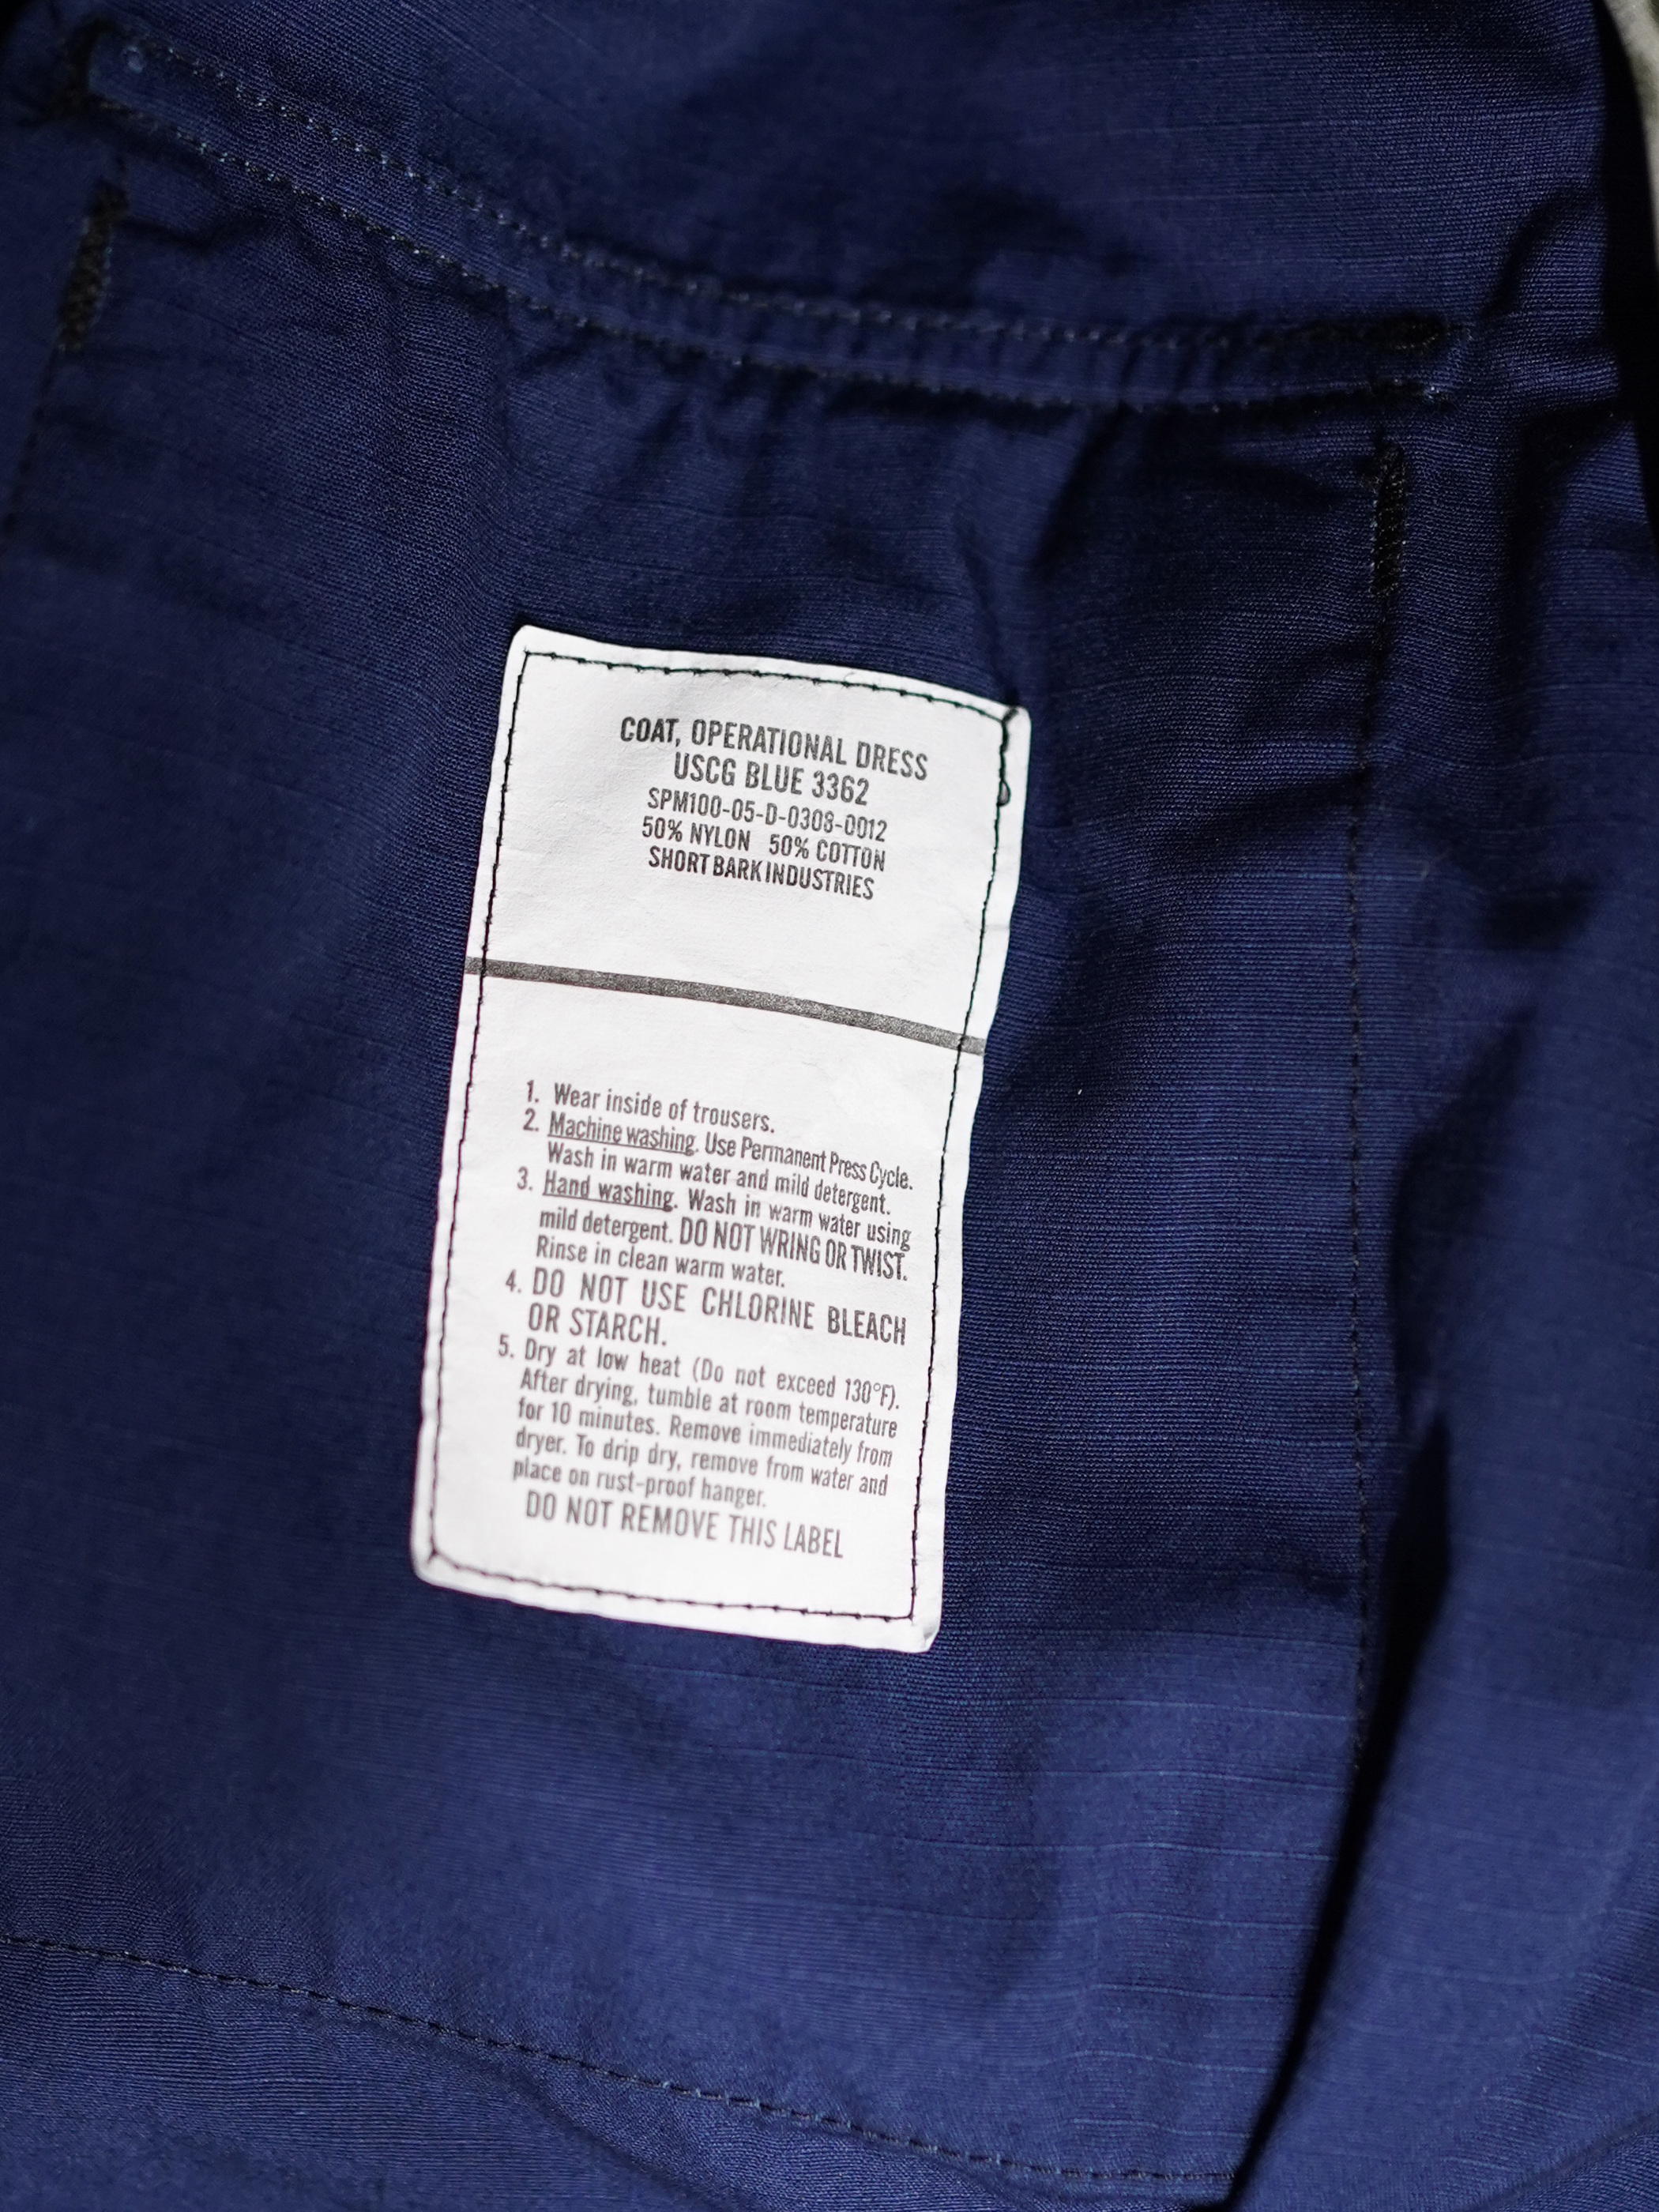 COAT, OPERATIONAL DRESS
USCG BLUE 3362
SPM100-05-D-0308-0012
50% NYLON 50% COTTON
SHORT BARK INDUSTRIES
1. Wear inside of trousers.
2. Machine washing. Use Permanent Press Cycle.
Wash in warm water and mild detergent.
3. Hand washing. Wash in warm water using
mild detergent. DO NOT WRING OR TWIST.
Rinse in clean warm water.
4. DO NOT USE CHLORINE BLEACH
OR STARCH.
5. Dry at low heat (Do not exceed 130°F).
After drying, tumble at room temperature
for 10 minutes. Remove immediately from
dryer. To drip dry, remove from water and
place on rust-proof hanger.
DO NOT REMOVE THIS LABEL